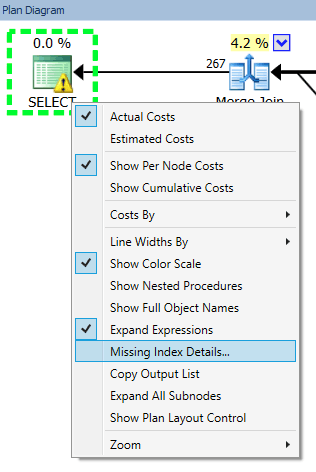 Plan Diagram
0.0 %
4.2 %
267
SELECT
Merge Join
Actual Costs
Estimated Costs
Show Per Node Costs
Show Cumulative Costs
Costs By
Line Widths By
Show Color Scale
Show Nested Procedures
Show Full Object Names
Expand Expressions
Missing Index Details...
Copy Output List
Expand All Subnodes
Show Plan Layout Control
Zoom